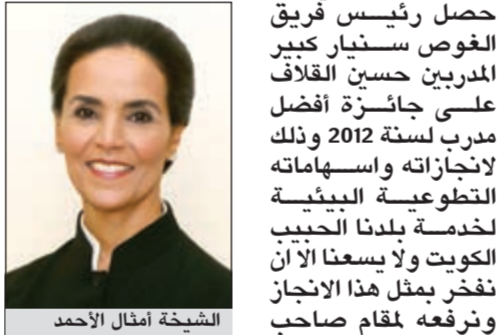 حصل رئيس فريق
الغوص سنيار كبير
المدربين حسين القلاف
على جائزة أفضل
مدرب لسنة 2012 وذلك
لانجازاته واسهاماته
التطوعية البيئية
لخدمة بلدنا الحبيب
الكويت ولا يسعنا الا ان
نفخر بمثل هذا الانجاز
ونرفعه لمقام صاحب
الشيخة أمثال الأحمد